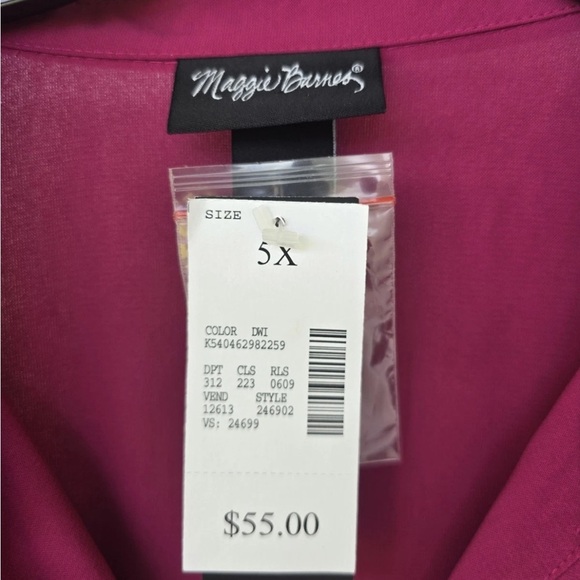 Maggie Barnes®
SIZE
5X
COLOR DWI
K540462982259
DPT CLS RLS
312 223 0609
VEND STYLE
12613 246902
VS: 24699
$55.00